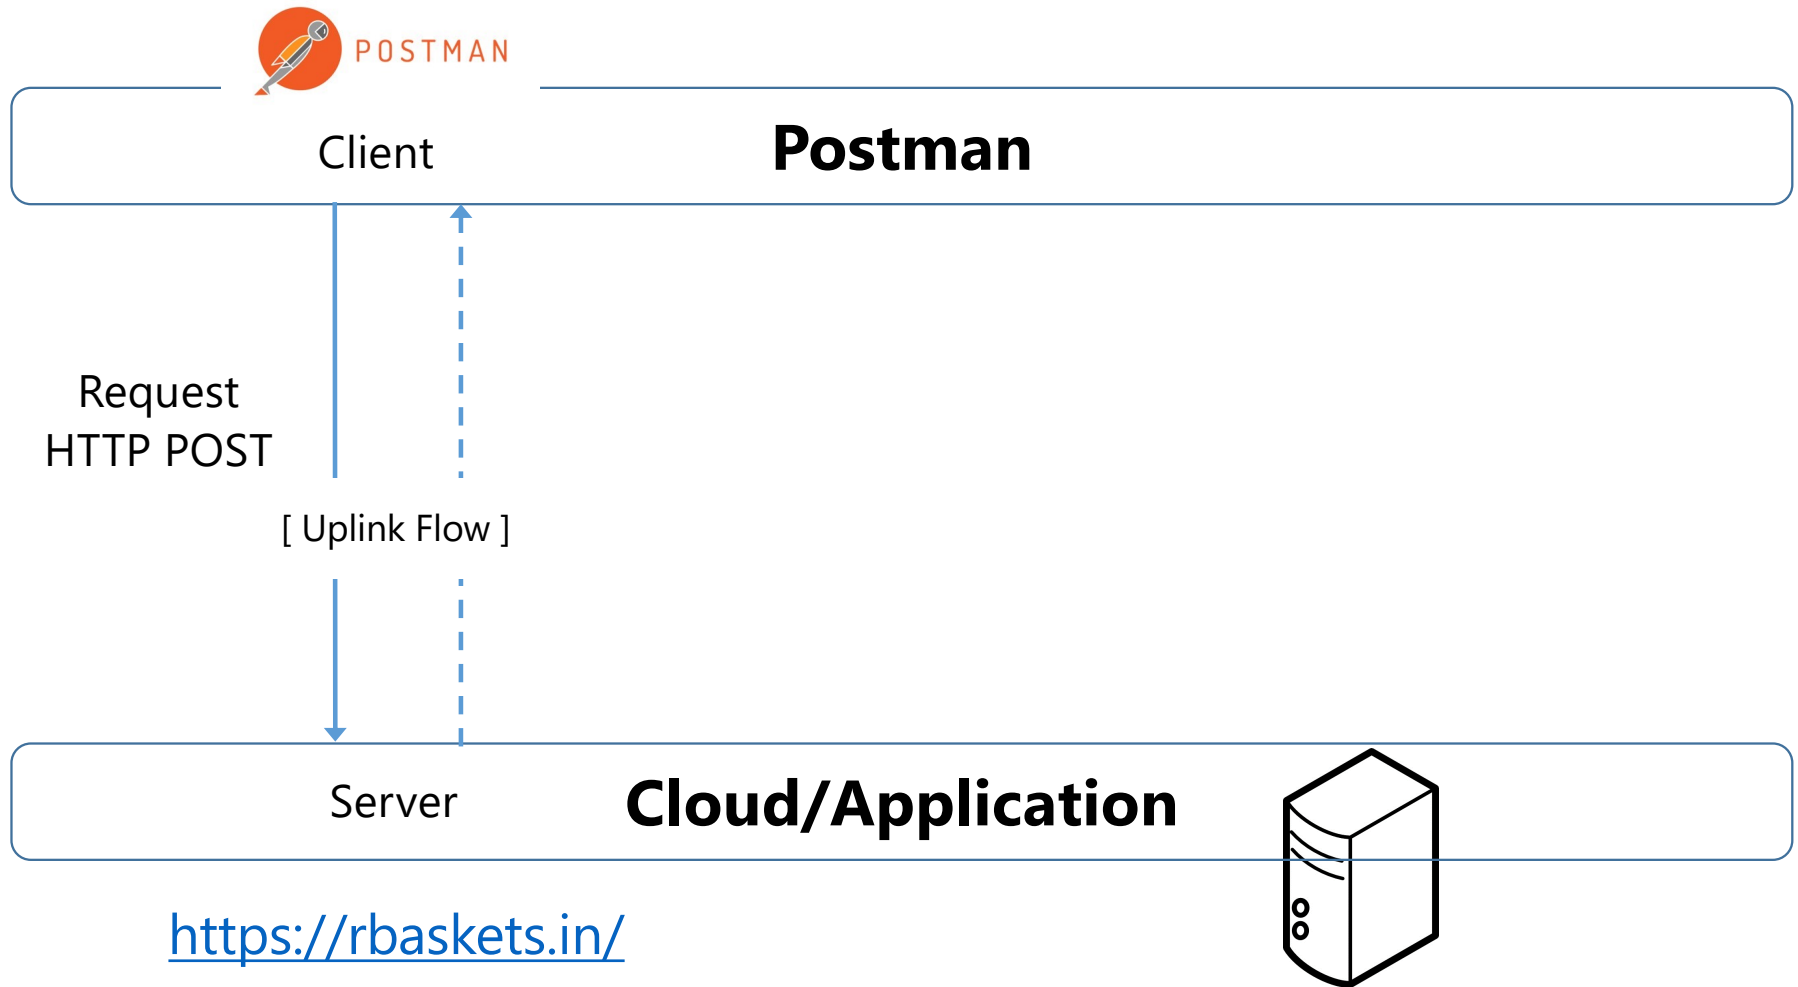 POSTMAN
Client
Postman
Request
HTTP POST
[ Uplink Flow ]
Server
Cloud/Application
https://rbaskets.in/